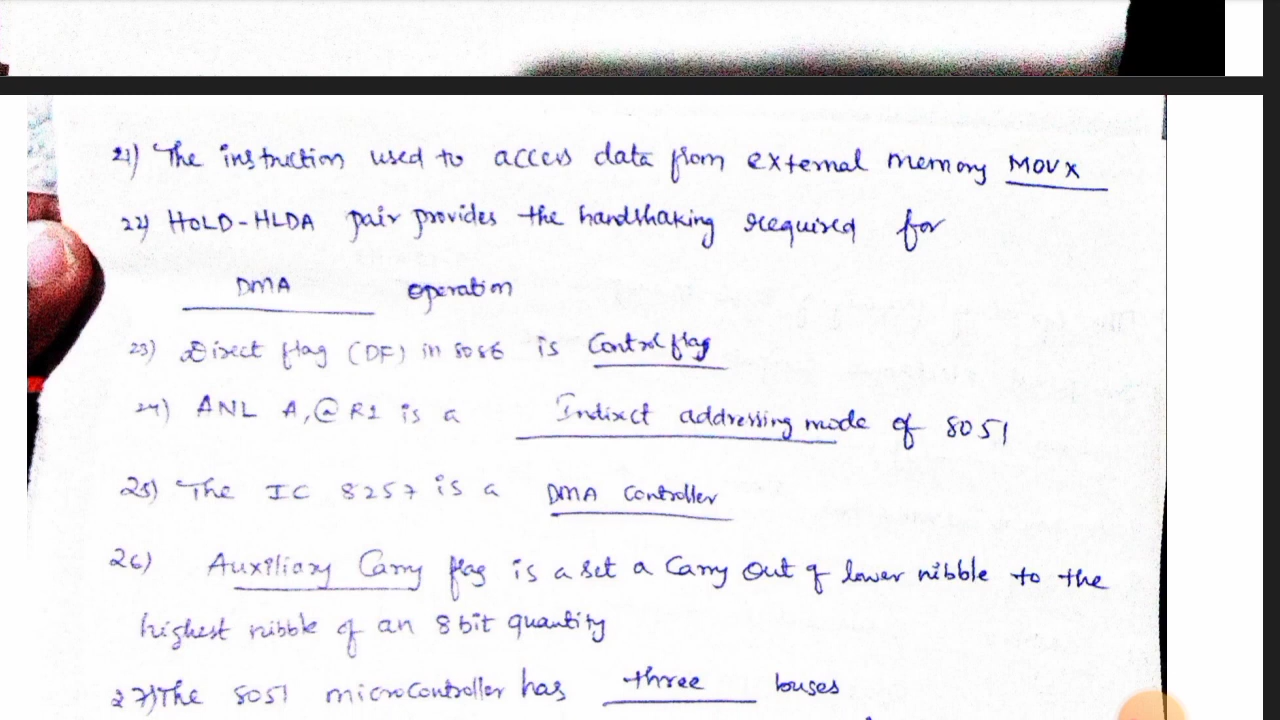 21) The instruction used to access data from external memory MOVX
22) HOLD-HLDA pair provides the handshaking required for
DMA operation
23) Direct flag (DF) in 8086 is Control flag
24) ANL A,@R1 is a Indirect addressing mode of 8051
25) The IC 8257 is a DMA Controller
26) Auxiliary Carry flag is a set a Carry Out of lower nibble to the
highest nibble of an 8 bit quantity
27) The 8051 microcontroller has three buses